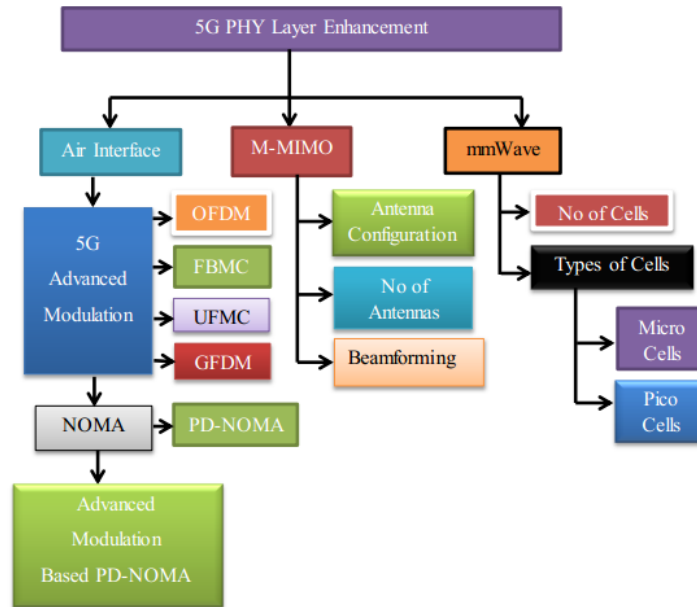 5G PHY Layer Enhancement
Air Interface
M-MIMO
mmWave
5G
Advanced
Modulation
OFDM
FBMC
UFMC
GFDM
NOMA
PD-NOMA
Advanced
Modulation
Based PD-NOMA
Antenna
Configuration
No of
Antennas
Beamforming
No of Cells
Types of Cells
Micro
Cells
Pico
Cells